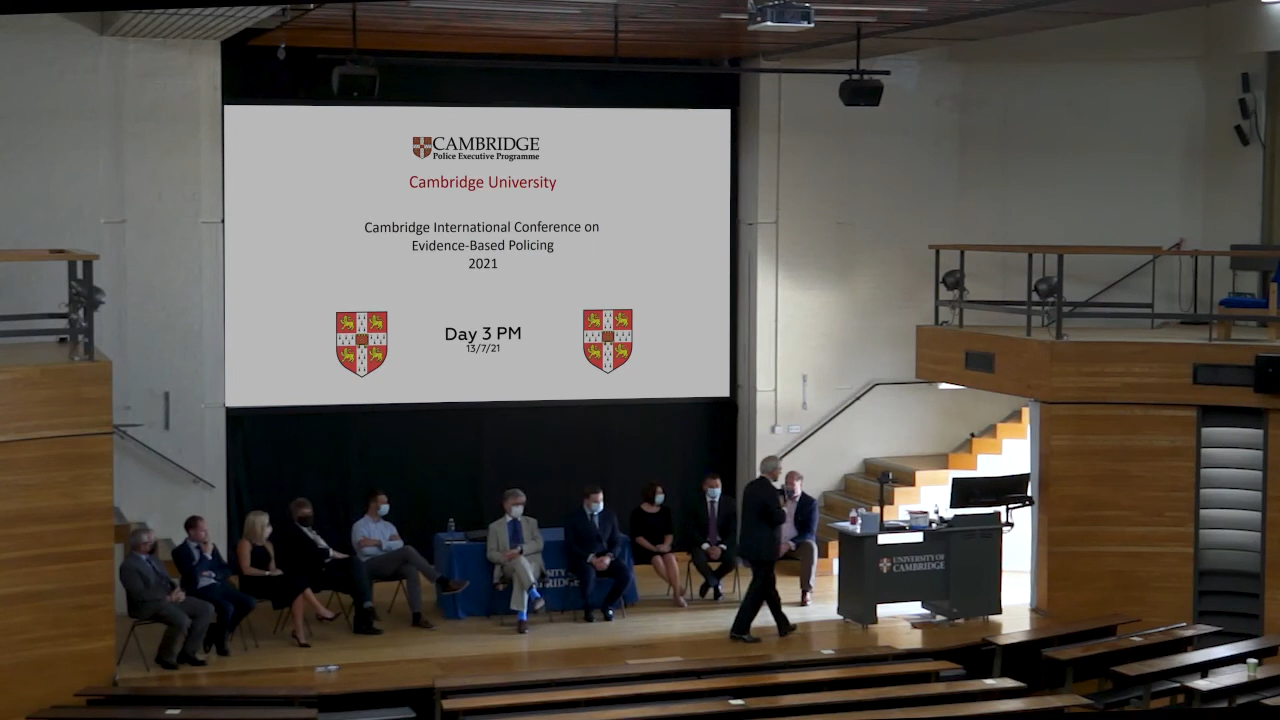 CAMBRIDGE
Police Executive Programme
Cambridge University
Cambridge International Conference on
Evidence-Based Policing
2021
Day 3 PM
13/7/21
UNIVERSITY OF
CAMBRIDGE